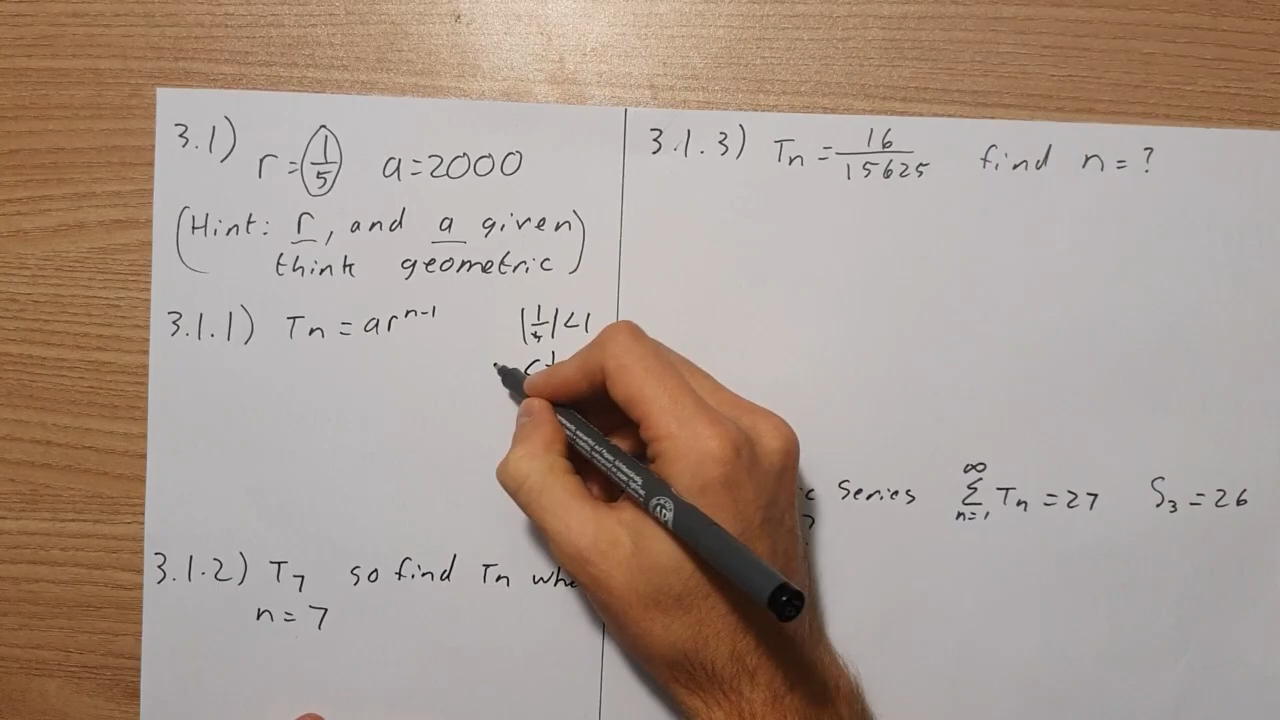 3.1) r = 1/5 a = 2000
(Hint: r, and a given
think geometric)
3.1.1) Tn = ar^(n-1) |1/5| < 1
3.1.2) T7 so find Tn
n = 7
3.1.3) Tn = 16/15625 find n = ?
Series ∞ Σ n=1 Tn = 27 S3 = 26
?